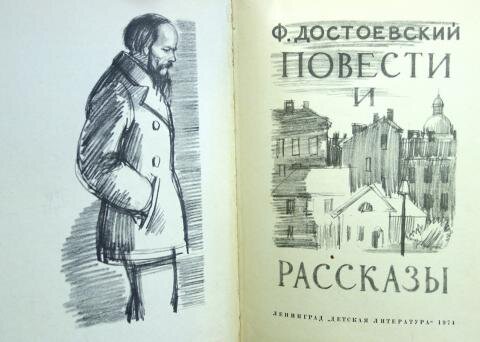 Ф. ДОСТОЕВСКИЙ
ПОВЕСТИ
И
РАССКАЗЫ
ЛЕНИНГРАД „ДЕТСКАЯ ЛИТЕРАТУРА“ 1974